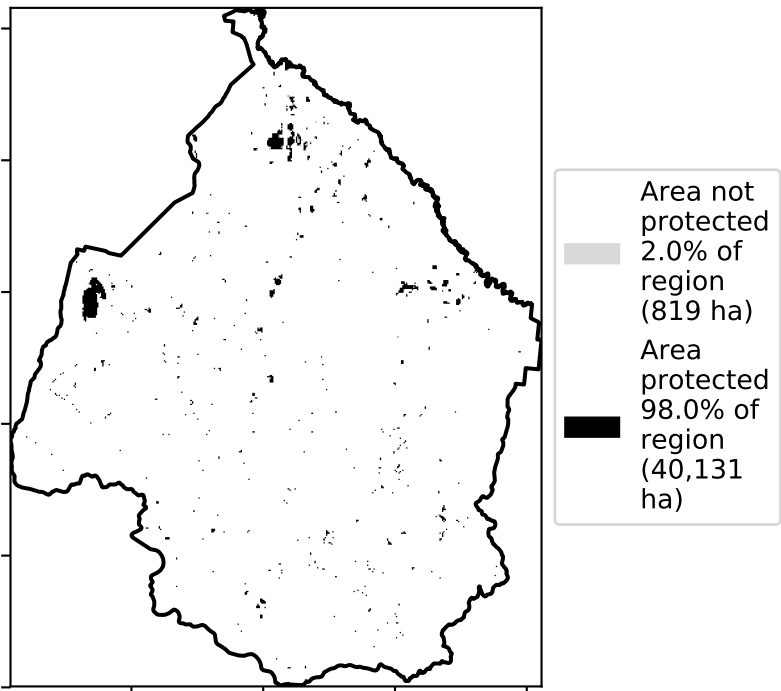 Area not
protected
2.0% of
region
(819 ha)
Area
protected
98.0% of
region
(40,131
ha)